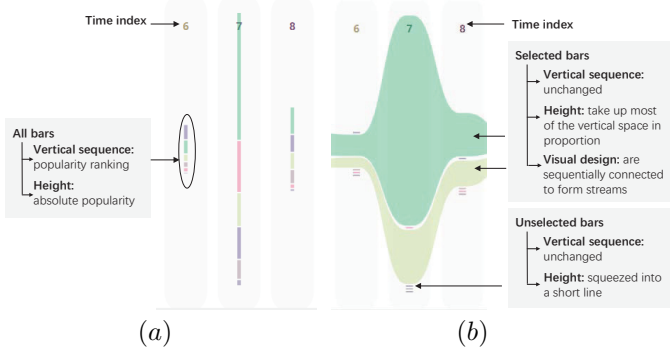 Time index
6
7
8
All bars
Vertical sequence:
popularity ranking
Height:
absolute popularity
(a)
6
7
8
Time index
Selected bars
Vertical sequence:
unchanged
Height: take up most
of the vertical space in
proportion
Visual design: are
sequentially connected
to form streams
Unselected bars
Vertical sequence:
unchanged
Height: squeezed into
a short line
(b)